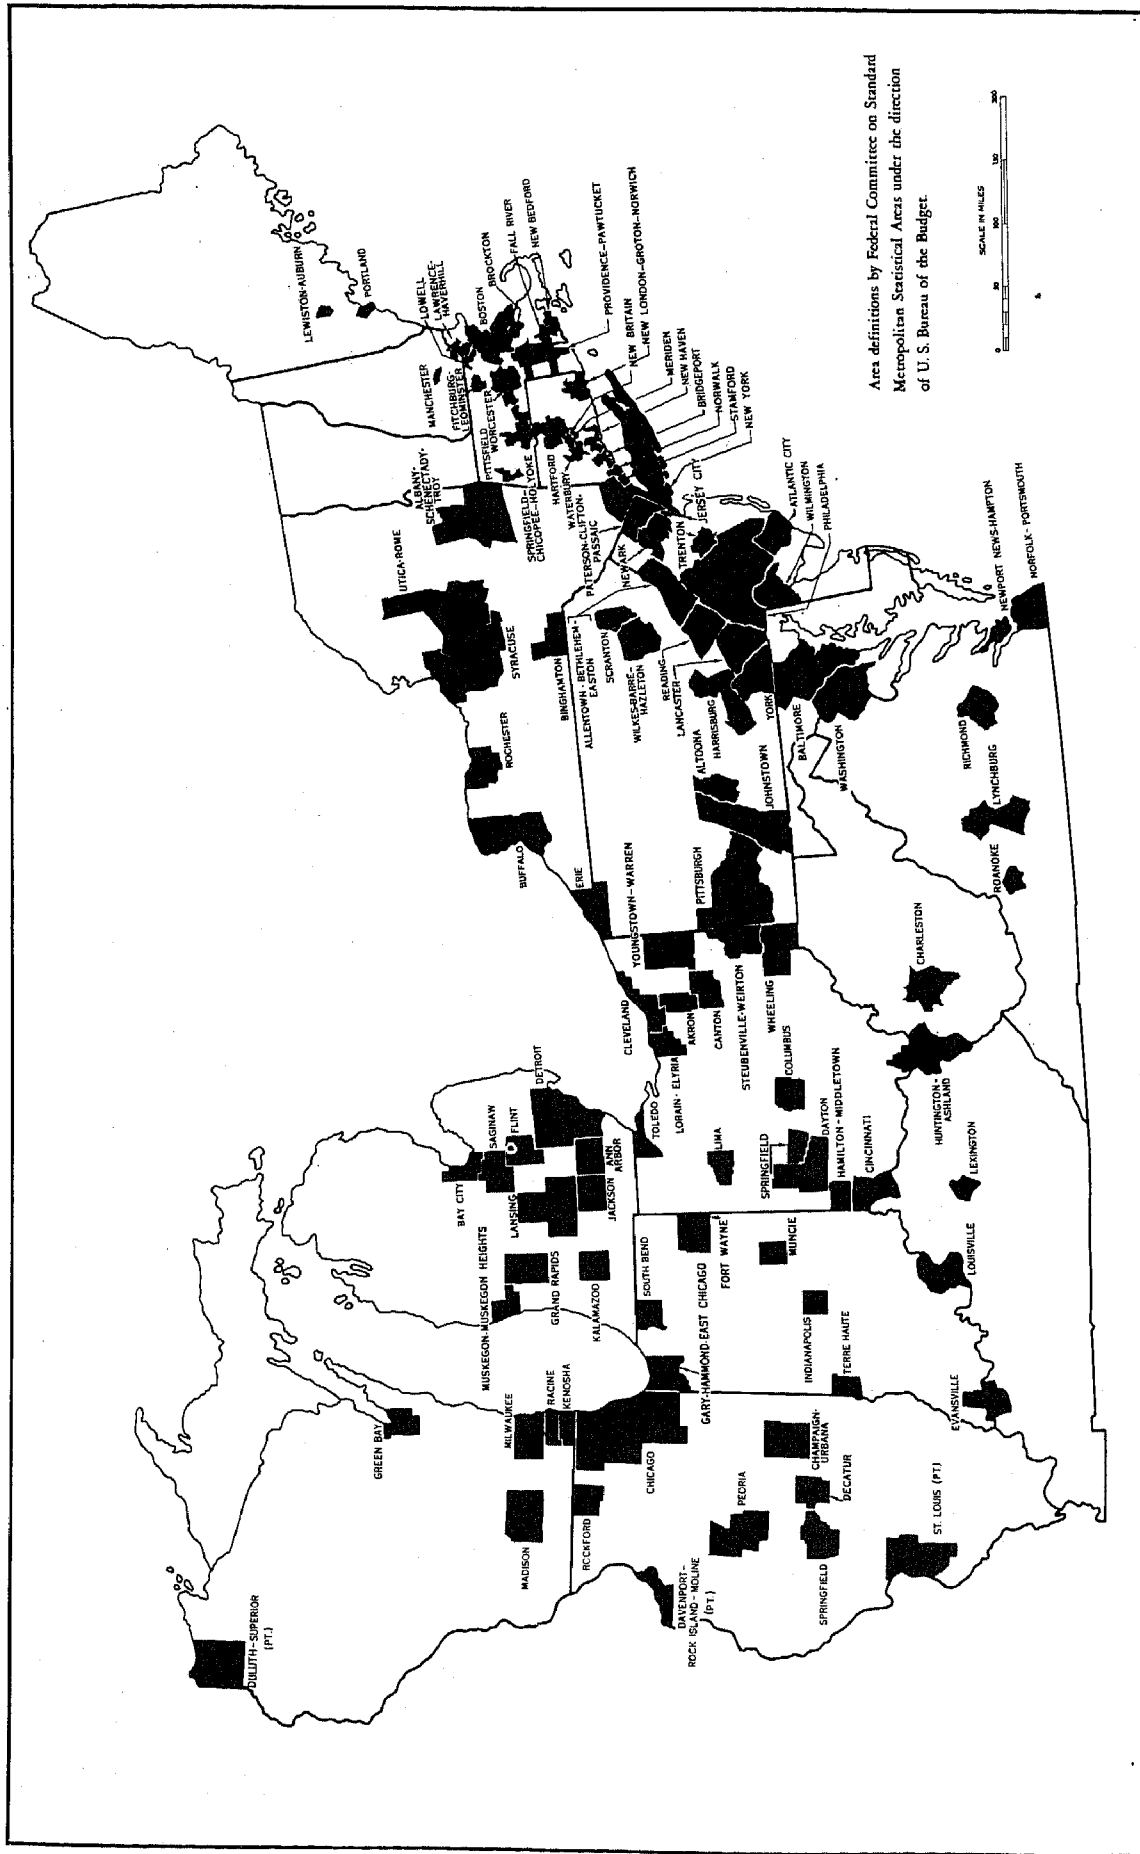 DULUTH-SUPERIOR
(PT.)
GREEN BAY
MADISON
MILWAUKEE
RACINE
KENOSHA
ROCKFORD
CHICAGO
DAVENPORT-
ROCK ISLAND-MOLINE
(PT.)
PEORIA
SPRINGFIELD
DECATUR
CHAMPAIGN-
URBANA
ST. LOUIS (PT)
MUSKEGON-MUSKEGON HEIGHTS
GRAND RAPIDS
KALAMAZOO
BAY CITY
SAGINAW
FLINT
LANSING
JACKSON
ANN
ARBOR
DETROIT
SOUTH BEND
GARY-HAMMOND-EAST CHICAGO
FORT WAYNE
MUNCIE
INDIANAPOLIS
TERRE HAUTE
EVANSVILLE
LOUISVILLE
LEXINGTON
TOLEDO
LIMA
CLEVELAND
LORAIN-ELYRIA
AKRON
CANTON
YOUNGSTOWN-WARREN
STEUBENVILLE-WEIRTON
WHEELING
COLUMBUS
SPRINGFIELD
DAYTON
HAMILTON-MIDDLETOWN
CINCINNATI
HUNTINGTON-
ASHLAND
CHARLESTON
ERIE
PITTSBURGH
JOHNSTOWN
ALTOONA
HARRISBURG
LANCASTER
READING
YORK
WILKES-BARRE-
HAZLETON
SCRANTON
ALLENTOWN-BETHLEHEM-
EASTON
BUFFALO
ROCHESTER
SYRACUSE
UTICA-ROME
BINGHAMTON
ALBANY-
SCHENECTADY-
TROY
BALTIMORE
WASHINGTON
ROANOKE
LYNCHBURG
RICHMOND
NEWPORT NEWS-HAMPTON
NORFOLK-PORTSMOUTH
PATERSON-CLIFTON-
PASSAIC
NEWARK
TRENTON
JERSEY CITY
ATLANTIC CITY
WILMINGTON
PHILADELPHIA
LEWISTON-AUBURN
PORTLAND
MANCHESTER
LOWELL
LAWRENCE-
HAVERHILL
FITCHBURG-
LEOMINSTER
BOSTON
BROCKTON
FALL RIVER
NEW BEDFORD
PITTSFIELD
WORCESTER
SPRINGFIELD-
CHICOPEE-HOLYOKE
HARTFORD
WATERBURY
PROVIDENCE-PAWTUCKET
NEW BRITAIN
NEW LONDON-GROTON-NORWICH
MERIDEN
NEW HAVEN
BRIDGEPORT
NORWALK
STAMFORD
NEW YORK
Area definitions by Federal Committee on Standard
Metropolitan Statistical Areas under the direction
of U. S. Bureau of the Budget.
SCALE IN MILES
0 50 100 150 200